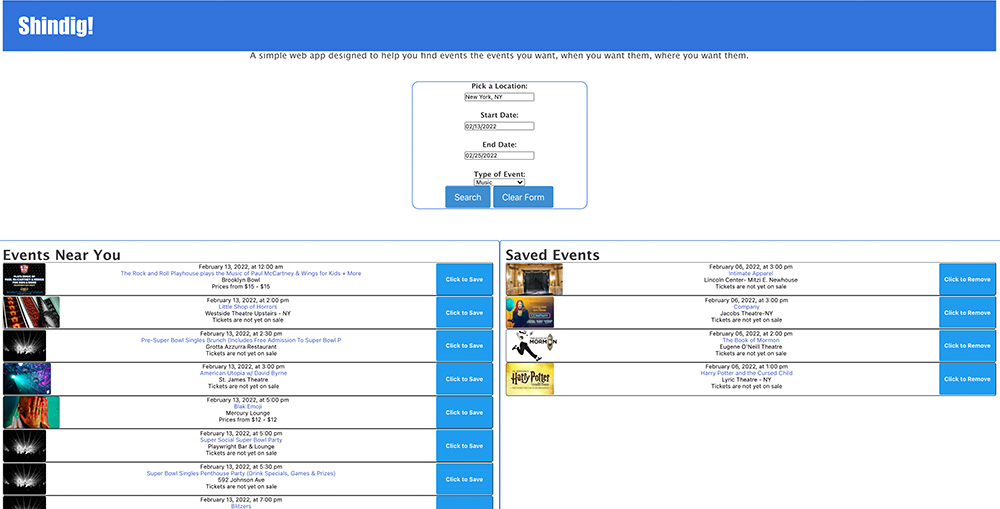 Shindig!
A simple web app designed to help you find events the events you want, when you want them, where you want them.
Pick a Location:
New York, NY
Start Date:
02/13/2022
End Date:
02/25/2022
Type of Event:
Music
Search Clear Form
Events Near You
February 13, 2022, at 12:00 am
The Rock and Roll Playhouse plays the Music of Paul McCartney & Wings for Kids + More
Brooklyn Bowl
Prices from $15 - $15
Click to Save
February 13, 2022, at 2:00 pm
Little Shop of Horrors
Westside Theatre Upstairs - NY
Tickets are not yet on sale
Click to Save
February 13, 2022, at 2:30 pm
Pre-Super Bowl Singles Brunch (Includes Free Admission To Super Bowl P
Grotta Azzurra Restaurant
Tickets are not yet on sale
Click to Save
February 13, 2022, at 3:00 pm
American Utopia w/ David Byrne
St. James Theatre
Tickets are not yet on sale
Click to Save
February 13, 2022, at 5:00 pm
Blak Emoji
Mercury Lounge
Prices from $12 - $12
Click to Save
February 13, 2022, at 5:00 pm
Super Social Super Bowl Party
Playwright Bar & Lounge
Tickets are not yet on sale
Click to Save
February 13, 2022, at 5:30 pm
Super Bowl Singles Penthouse Party (Drink Specials, Games & Prizes)
592 Johnson Ave
Tickets are not yet on sale
Click to Save
February 13, 2022, at 7:00 pm
Blitzers
Saved Events
February 06, 2022, at 3:00 pm
Intimate Apparel
Lincoln Center- Mitzi E. Newhouse
Tickets are not yet on sale
Click to Remove
February 06, 2022, at 3:00 pm
Company
Jacobs Theatre-NY
Tickets are not yet on sale
Click to Remove
MORMON
February 06, 2022, at 2:00 pm
The Book of Mormon
Eugene O'Neill Theatre
Tickets are not yet on sale
Click to Remove
Harry Potter
February 06, 2022, at 1:00 pm
Harry Potter and the Cursed Child
Lyric Theatre - NY
Tickets are not yet on sale
Click to Remove